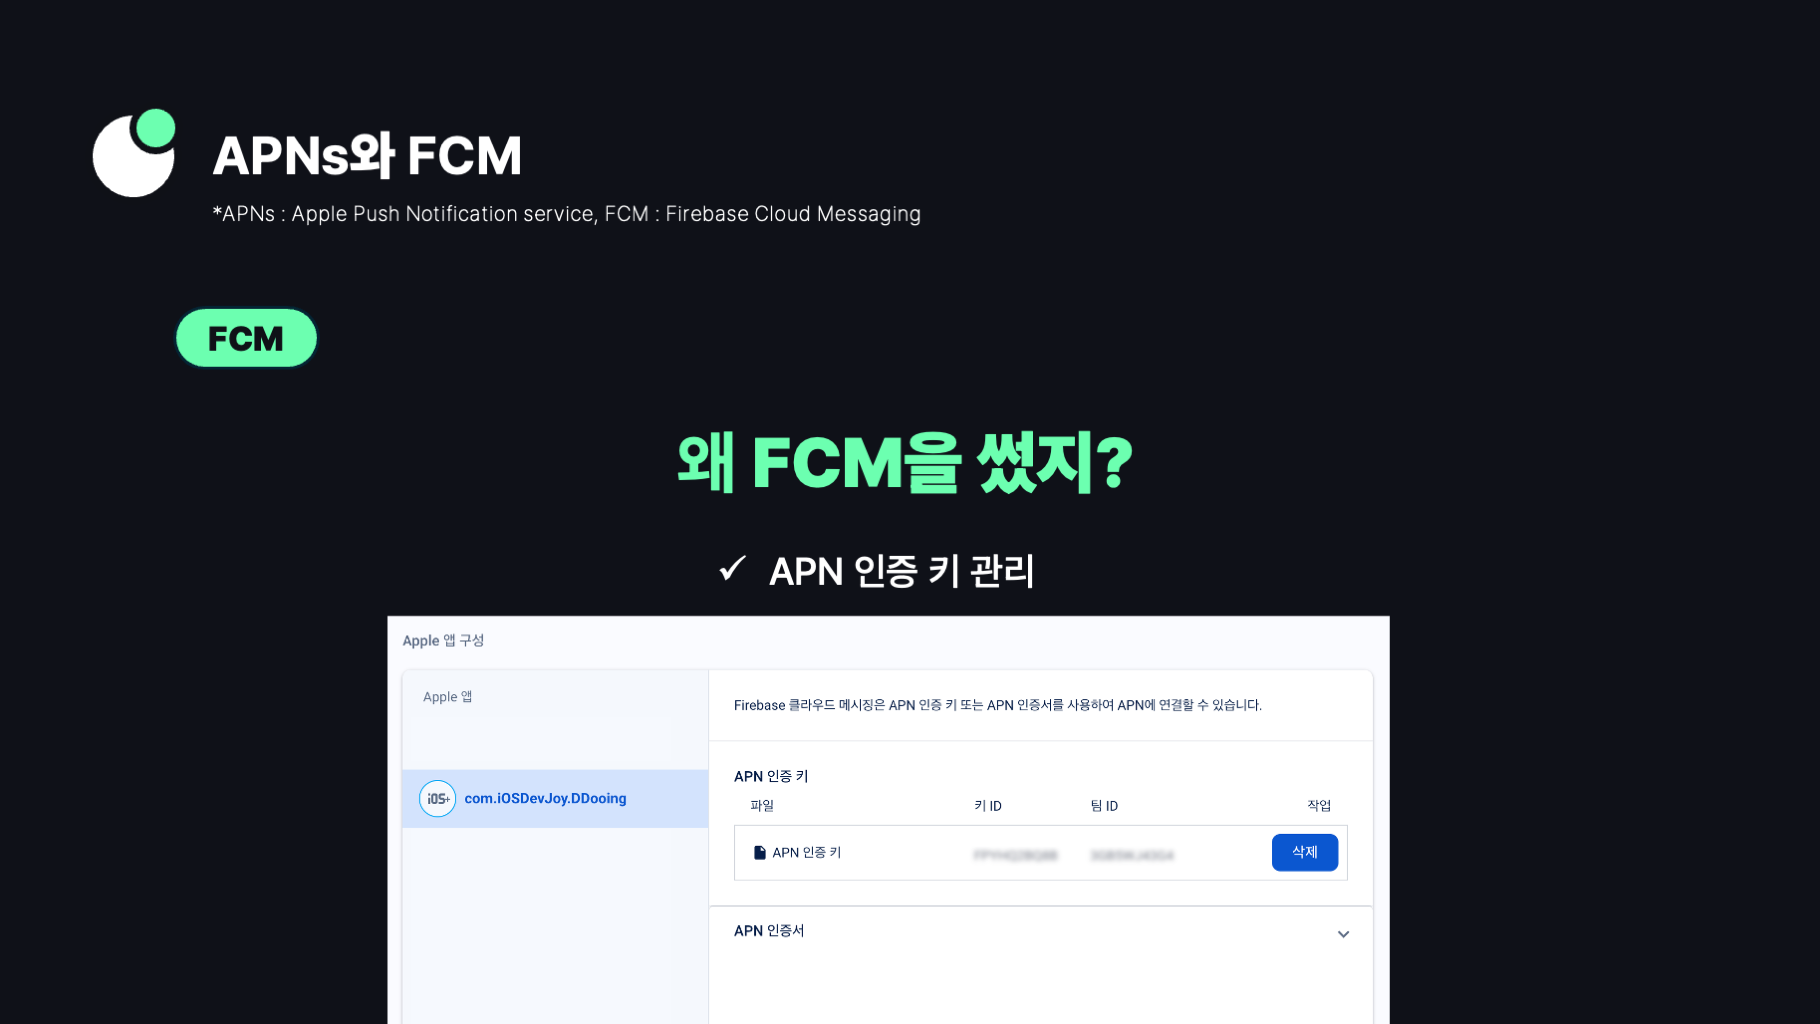 APNs와 FCM
*APNs : Apple Push Notification service, FCM : Firebase Cloud Messaging
FCM
왜 FCM을 썼지?
✓ APN 인증 키 관리
Apple 앱 구성
Apple 앱
Firebase 클라우드 메시징은 APN 인증 키 또는 APN 인증서를 사용하여 APN에 연결할 수 있습니다.
iOS+ com.iOSDevJoy.DDooing
APN 인증 키
파일 키 ID 팀 ID 작업
APN 인증 키 삭제
APN 인증서